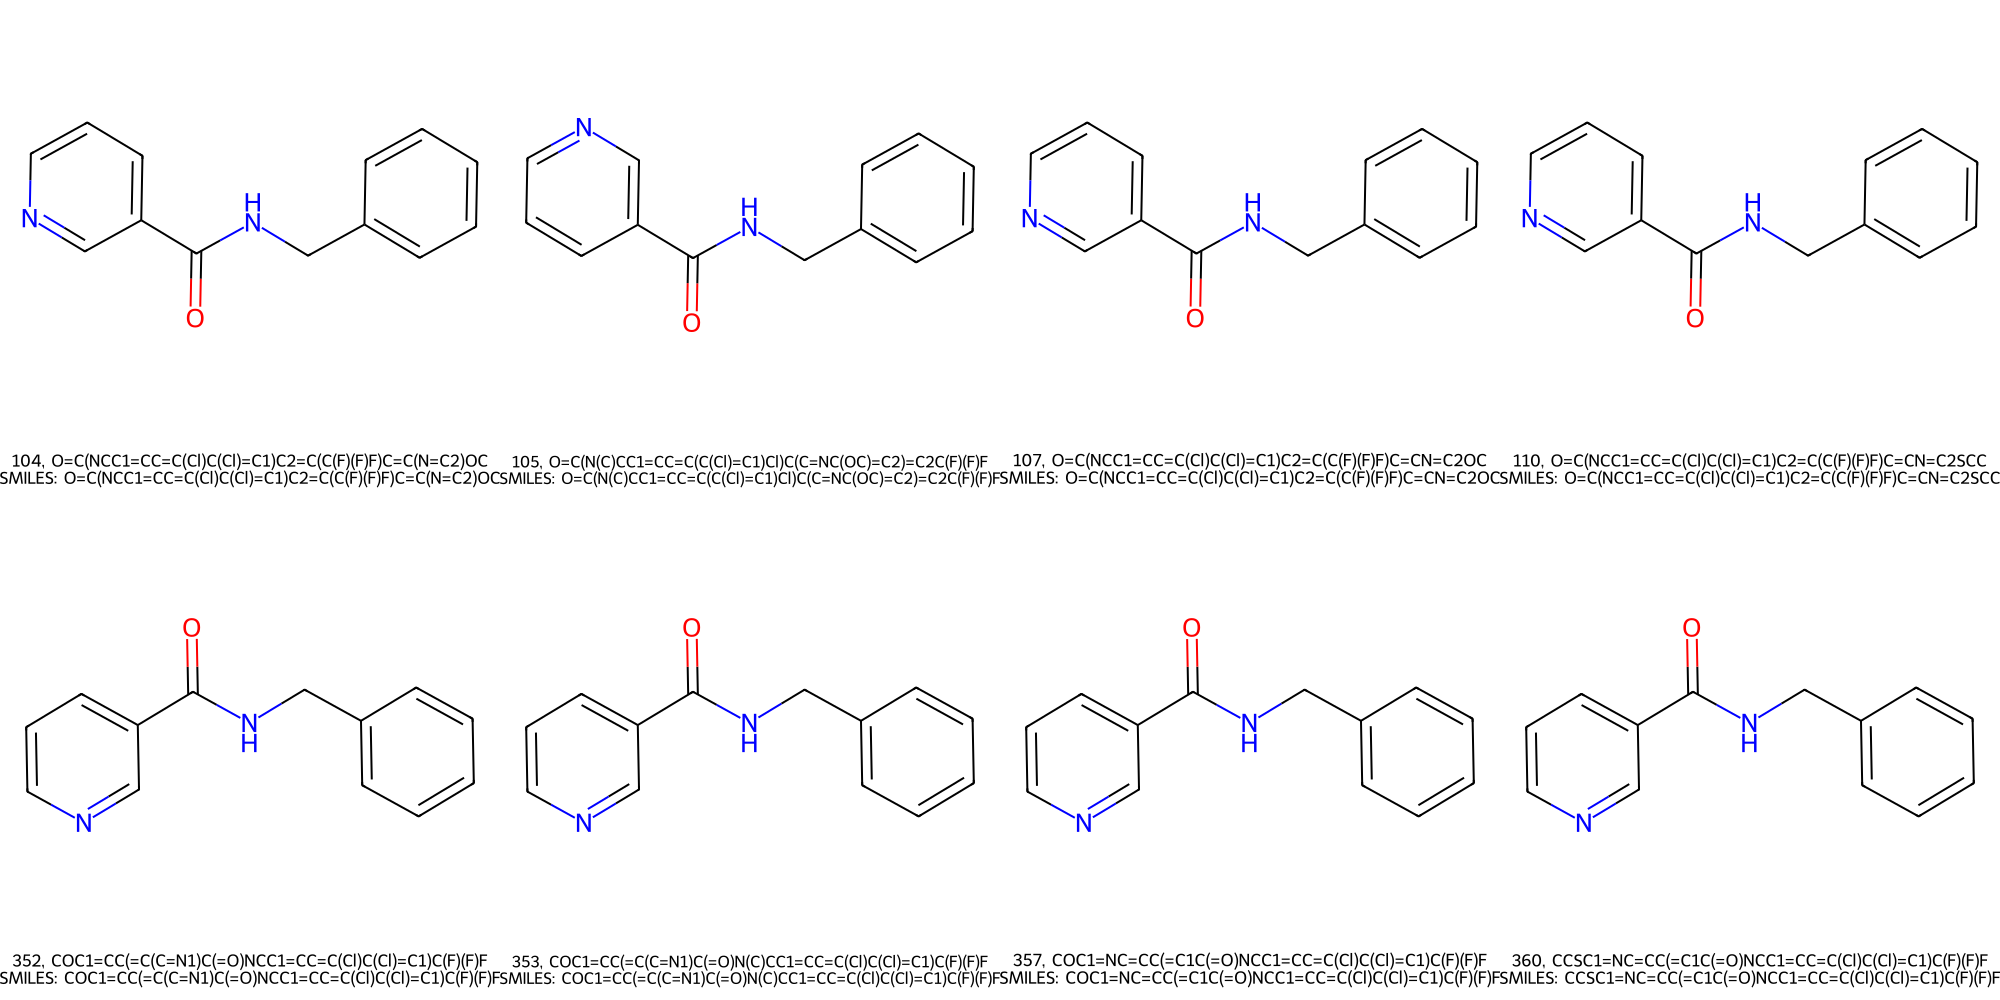 N
H
N
O
N
H
N
O
N
H
N
O
N
H
N
O
104, O=C(NCC1=CC=C(Cl)C(Cl)=C1)C2=C(C(F)(F)F)C=C(N=C2)OC
SMILES: O=C(NCC1=CC=C(Cl)C(Cl)=C1)C2=C(C(F)(F)F)C=C(N=C2)OC
105, O=C(N(C)CC1=CC=C(C(Cl)=C1)Cl)C(C=NC(OC)=C2)=C2C(F)(F)F
SMILES: O=C(N(C)CC1=CC=C(C(Cl)=C1)Cl)C(C=NC(OC)=C2)=C2C(F)(F)F
107, O=C(NCC1=CC=C(Cl)C(Cl)=C1)C2=C(C(F)(F)F)C=CN=C2OC
SMILES: O=C(NCC1=CC=C(Cl)C(Cl)=C1)C2=C(C(F)(F)F)C=CN=C2OC
110, O=C(NCC1=CC=C(Cl)C(Cl)=C1)C2=C(C(F)(F)F)C=CN=C2SCC
SMILES: O=C(NCC1=CC=C(Cl)C(Cl)=C1)C2=C(C(F)(F)F)C=CN=C2SCC
O
N
H
N
O
N
H
N
O
N
H
N
O
N
H
N
352, COC1=CC(=C(C=N1)C(=O)NCC1=CC=C(Cl)C(Cl)=C1)C(F)(F)F
SMILES: COC1=CC(=C(C=N1)C(=O)NCC1=CC=C(Cl)C(Cl)=C1)C(F)(F)F
353, COC1=CC(=C(C=N1)C(=O)N(C)CC1=CC=C(Cl)C(Cl)=C1)C(F)(F)F
SMILES: COC1=CC(=C(C=N1)C(=O)N(C)CC1=CC=C(Cl)C(Cl)=C1)C(F)(F)F
357, COC1=NC=CC(=C1C(=O)NCC1=CC=C(Cl)C(Cl)=C1)C(F)(F)F
SMILES: COC1=NC=CC(=C1C(=O)NCC1=CC=C(Cl)C(Cl)=C1)C(F)(F)F
360, CCSC1=NC=CC(=C1C(=O)NCC1=CC=C(Cl)C(Cl)=C1)C(F)(F)F
SMILES: CCSC1=NC=CC(=C1C(=O)NCC1=CC=C(Cl)C(Cl)=C1)C(F)(F)F